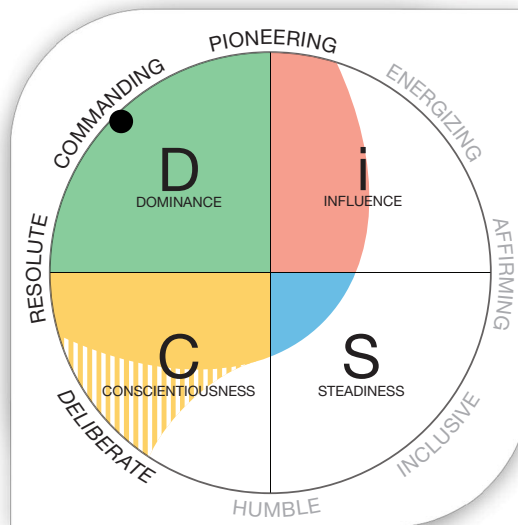 PIONEERING
ENERGIZING
COMMANDING
D
DOMINANCE
i
INFLUENCE
RESOLUTE
AFFIRMING
C
CONSCIENTIOUSNESS
S
STEADINESS
DELIBERATE
INCLUSIVE
HUMBLE